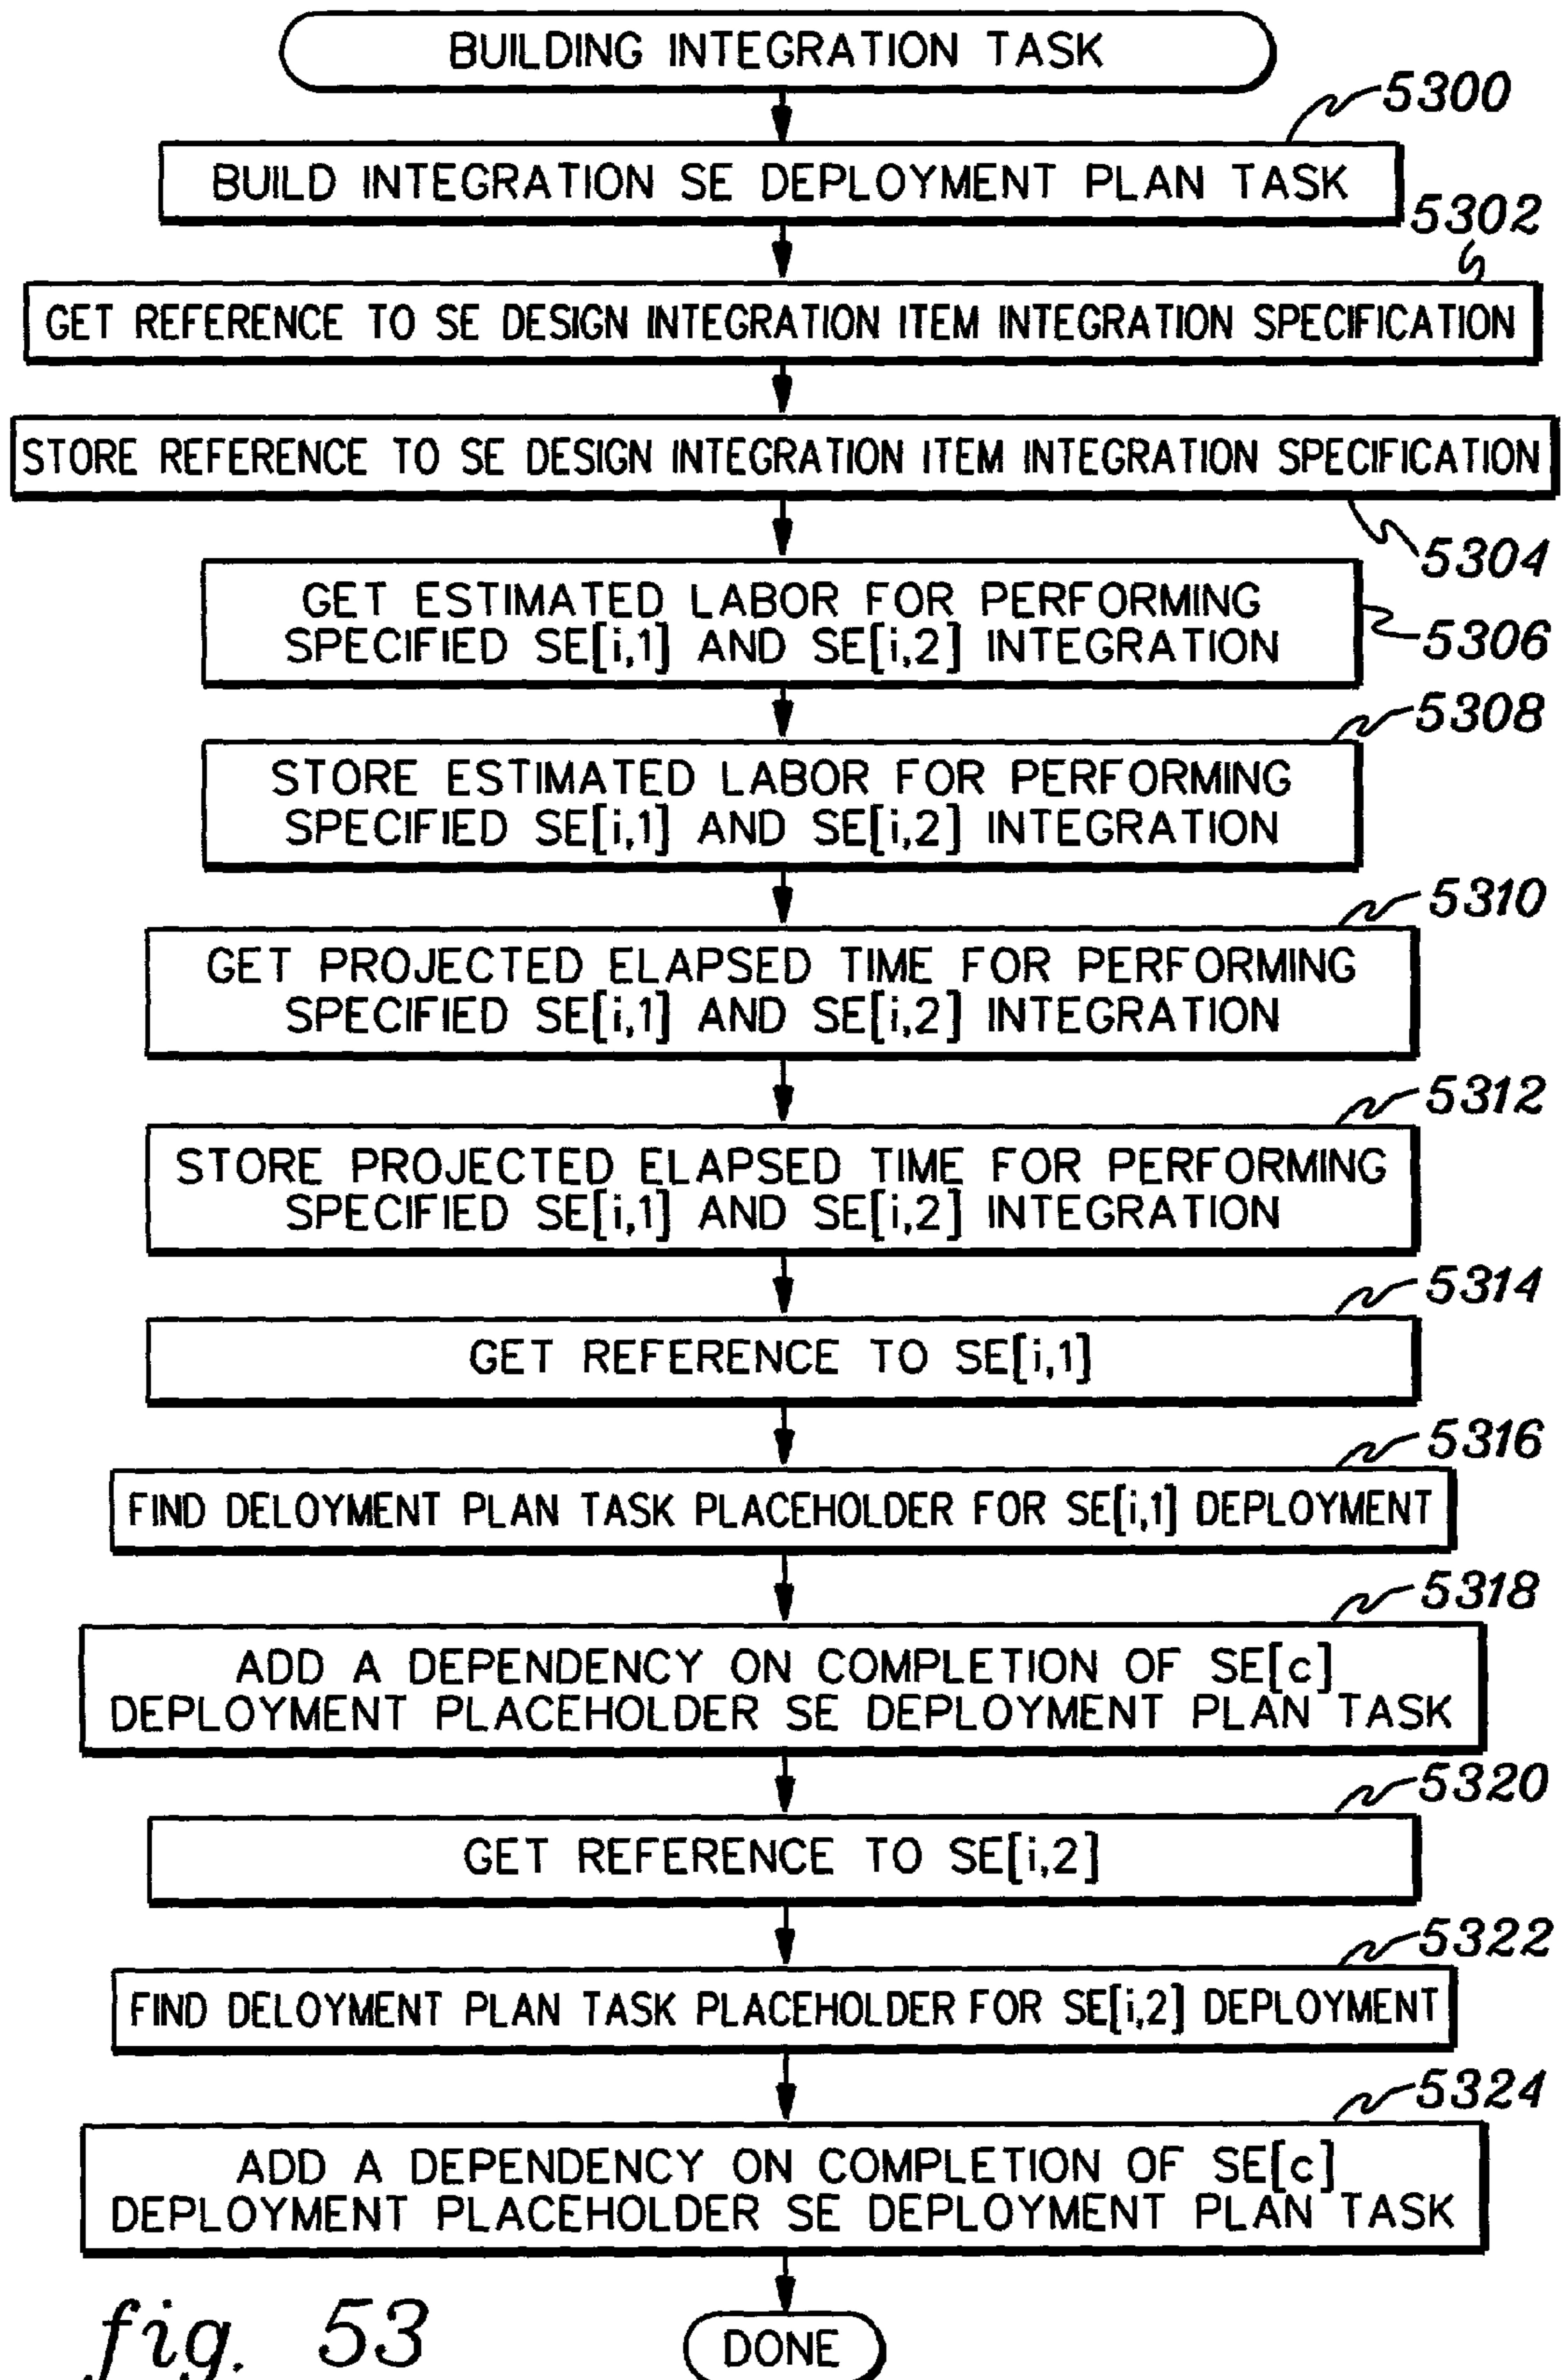 BUILDING INTEGRATION TASK
5300
BUILD INTEGRATION SE DEPLOYMENT PLAN TASK
5302
GET REFERENCE TO SE DESIGN INTEGRATION ITEM INTEGRATION SPECIFICATION
STORE REFERENCE TO SE DESIGN INTEGRATION ITEM INTEGRATION SPECIFICATION
5304
GET ESTIMATED LABOR FOR PERFORMING
SPECIFIED SE[i,1] AND SE[i,2] INTEGRATION
5306
5308
STORE ESTIMATED LABOR FOR PERFORMING
SPECIFIED SE[i,1] AND SE[i,2] INTEGRATION
5310
GET PROJECTED ELAPSED TIME FOR PERFORMING
SPECIFIED SE[i,1] AND SE[i,2] INTEGRATION
5312
STORE PROJECTED ELAPSED TIME FOR PERFORMING
SPECIFIED SE[i,1] AND SE[i,2] INTEGRATION
5314
GET REFERENCE TO SE[i,1]
5316
FIND DELOYMENT PLAN TASK PLACEHOLDER FOR SE[i,1] DEPLOYMENT
5318
ADD A DEPENDENCY ON COMPLETION OF SE[c]
DEPLOYMENT PLACEHOLDER SE DEPLOYMENT PLAN TASK
5320
GET REFERENCE TO SE[i,2]
5322
FIND DELOYMENT PLAN TASK PLACEHOLDER FOR SE[i,2] DEPLOYMENT
5324
ADD A DEPENDENCY ON COMPLETION OF SE[c]
DEPLOYMENT PLACEHOLDER SE DEPLOYMENT PLAN TASK
fig. 53
DONE